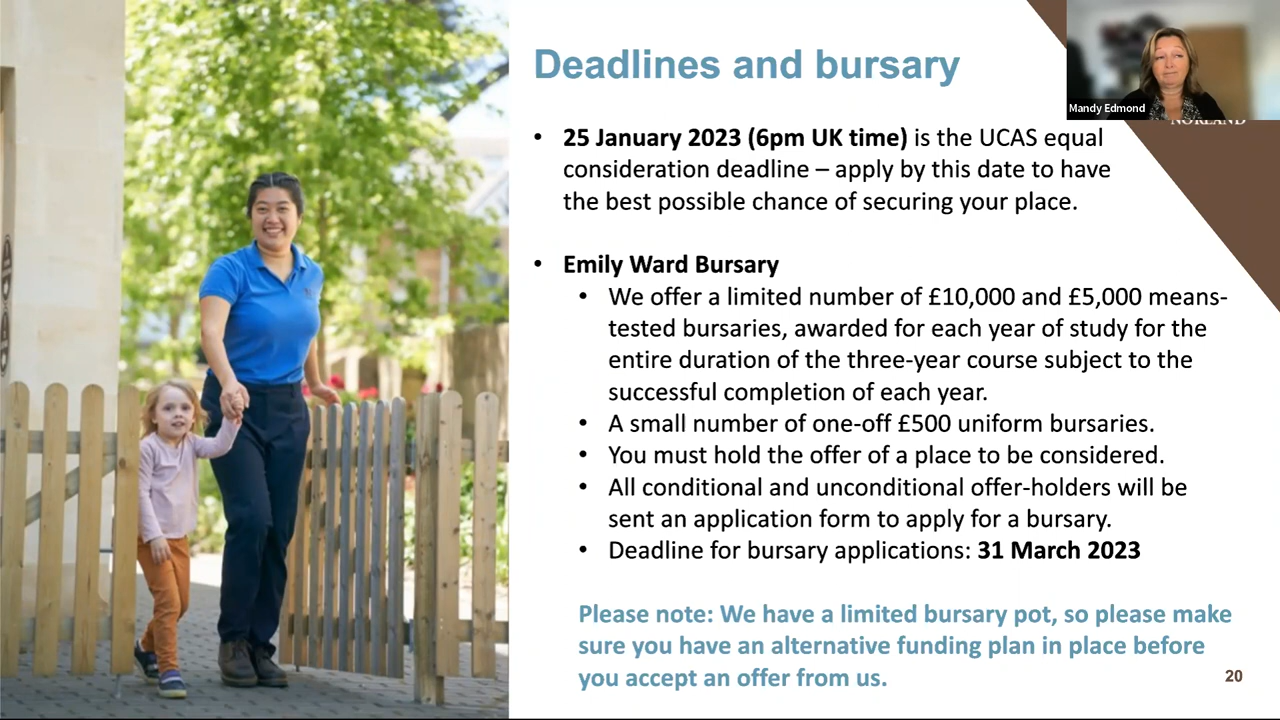 Deadlines and bursary
Mandy Edmond
NORLAND
• 25 January 2023 (6pm UK time) is the UCAS equal
consideration deadline – apply by this date to have
the best possible chance of securing your place.
• Emily Ward Bursary
• We offer a limited number of £10,000 and £5,000 means-
tested bursaries, awarded for each year of study for the
entire duration of the three-year course subject to the
successful completion of each year.
• A small number of one-off £500 uniform bursaries.
• You must hold the offer of a place to be considered.
• All conditional and unconditional offer-holders will be
sent an application form to apply for a bursary.
• Deadline for bursary applications: 31 March 2023
Please note: We have a limited bursary pot, so please make
sure you have an alternative funding plan in place before
you accept an offer from us.
20